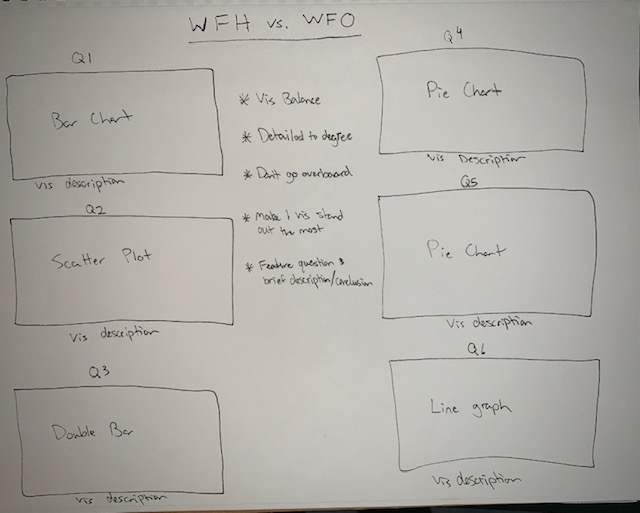 WFH vs. WFO
Q1
Bar Chart
vis description
Q2
Scatter Plot
vis description
Q3
Double Bar
vis description
* Vis Balance
* Detailed to degree
* Don't go overboard
* Make 1 vis stand
out the most
* Feature question &
brief description/conclusion
Q4
Pie Chart
Vis Description
Q5
Pie Chart
Vis description
Q6
Line graph
Vis description